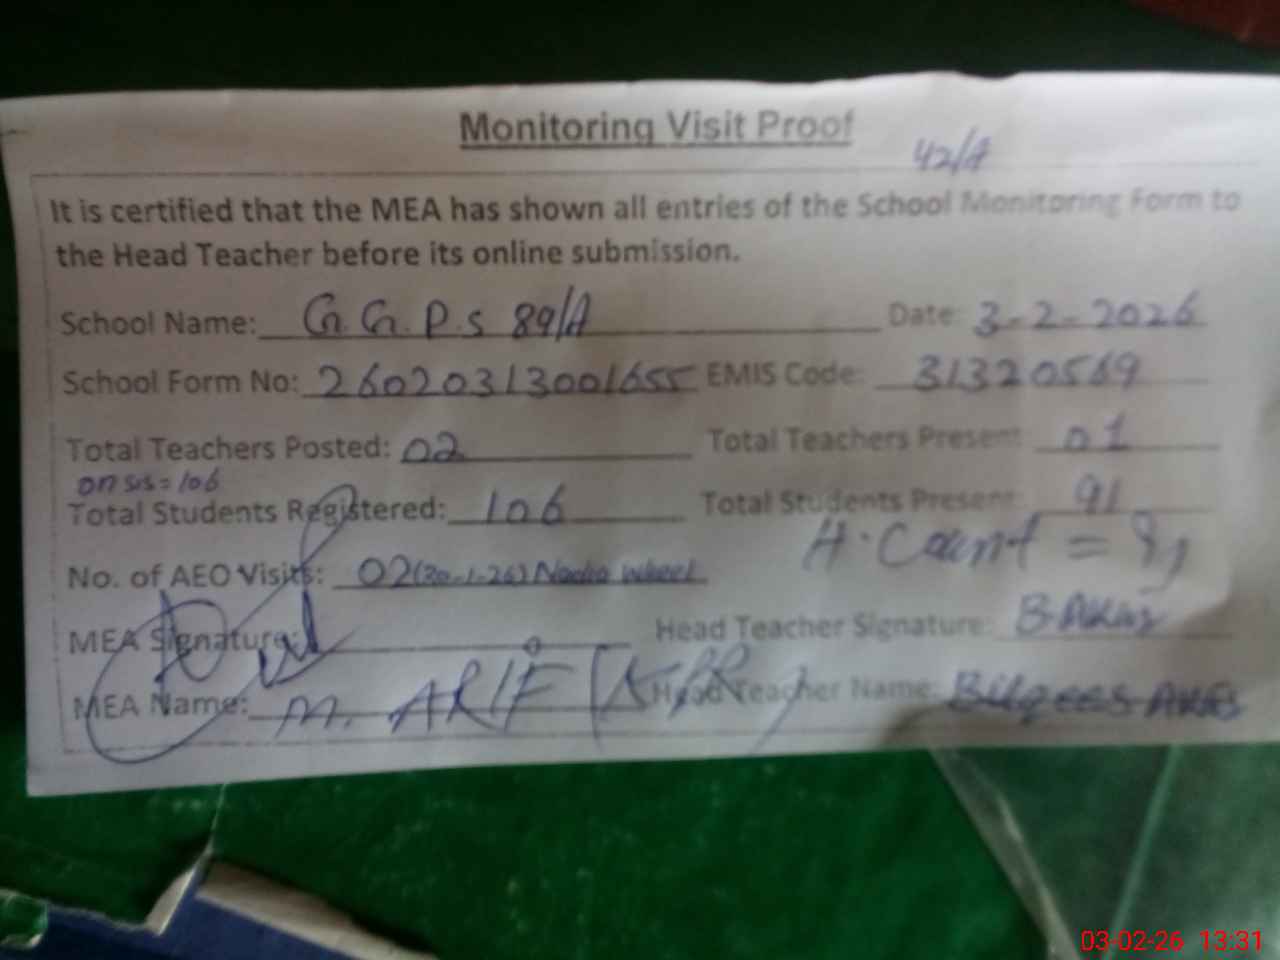 Monitoring Visit Proof
42/A
It is certified that the MEA has shown all entries of the School Monitoring Form to
the Head Teacher before its online submission.
School Name: G.G.P.S 89/A Date: 3-2-2026
School Form No: 26020313001655 EMIS Code: 31320569
Total Teachers Posted: 02 Total Teachers Present 01
on sis = 106
Total Students Registered: 106 Total Students Present: 91
H.Count =
No. of AEO Visits: 02 (30-1-26)
MEA Signature: Head Teacher Signature:
MEA Name: M. ARIF Head Teacher Name: Bilqees
03-02-26 13:31